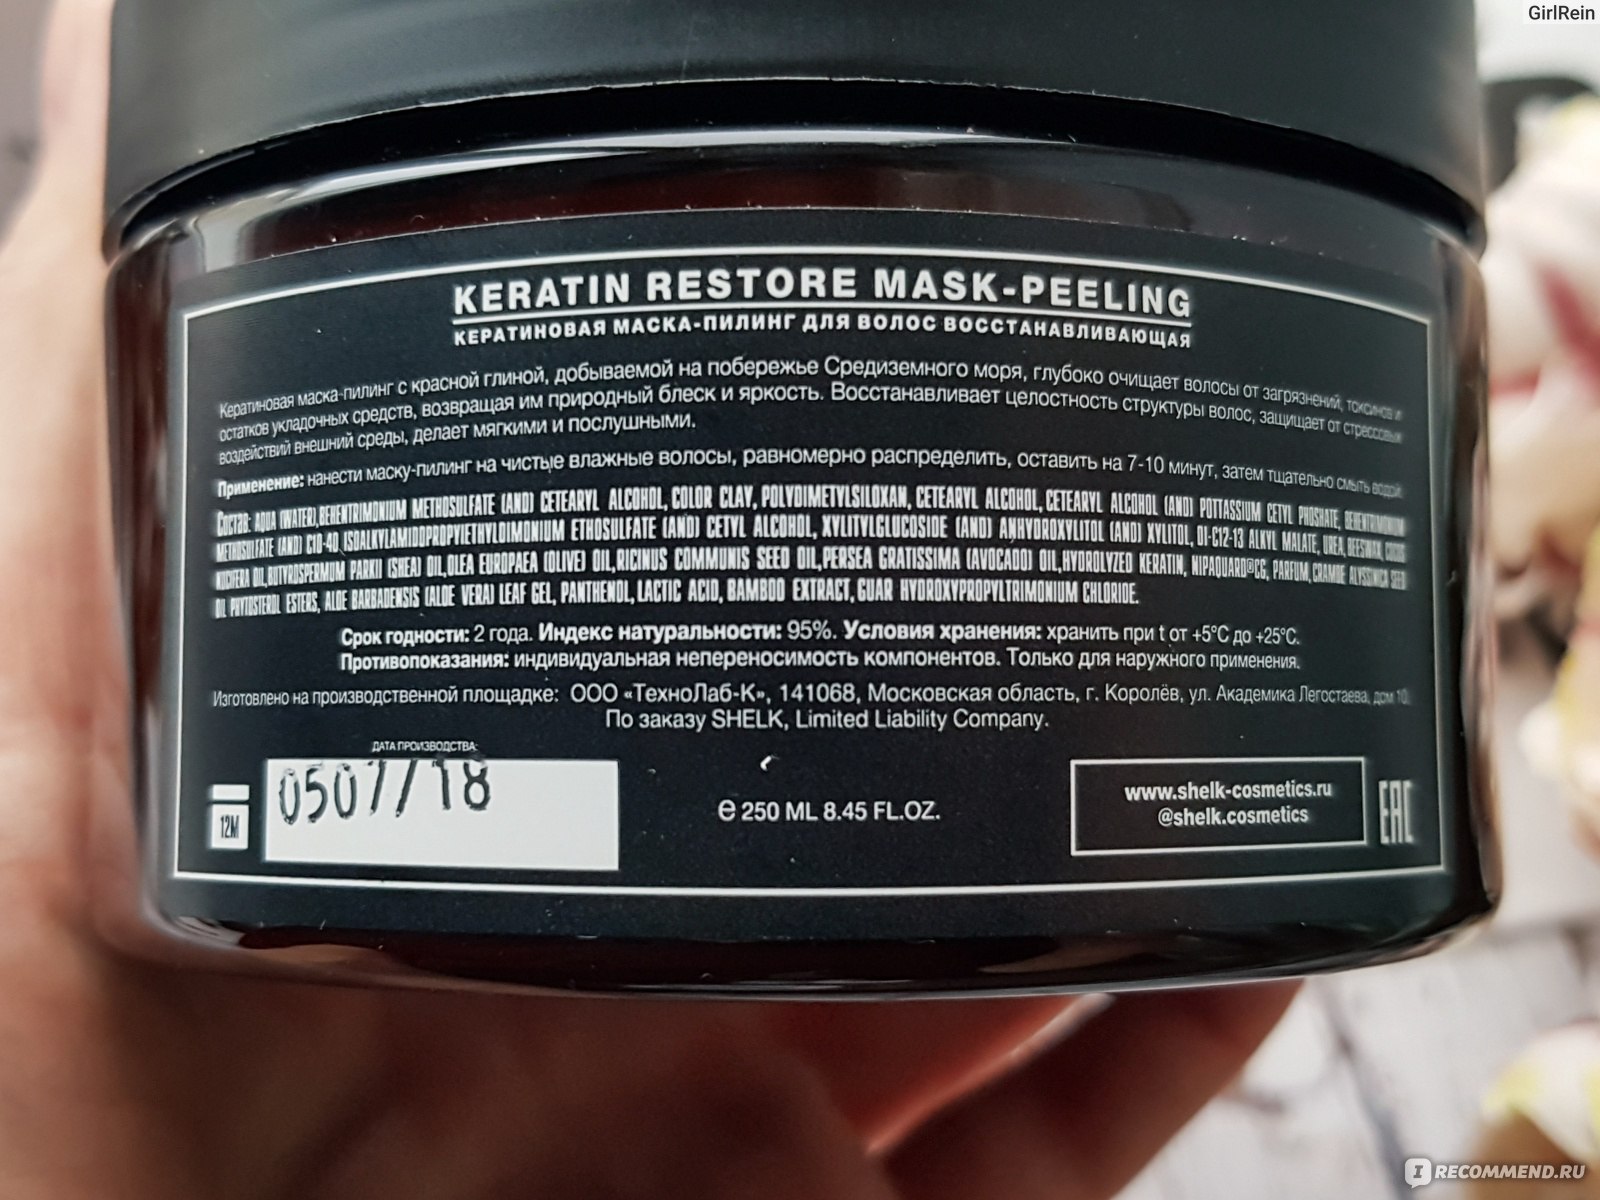 GirlRein
KERATIN RESTORE MASK-PEELING
КЕРАТИНОВАЯ МАСКА-ПИЛИНГ ДЛЯ ВОЛОС ВОССТАНАВЛИВАЮЩАЯ
Кератиновая маска-пилинг с красной глиной, добываемой на побережье Средиземного моря, глубоко очищает волосы от загрязнений, токсинов и
остатков укладочных средств, возвращая им природный блеск и яркость. Восстанавливает целостность структуры волос, защищает от стрессовых
воздействий внешний среды, делает мягкими и послушными.
Применение: нанести маску-пилинг на чистые влажные волосы, равномерно распределить, оставить на 7-10 минут, затем тщательно смыть водой.
Состав: AQUA (WATER), BEHENTRIMONIUM METHOSULFATE (AND) CETEARYL ALCOHOL, COLOR CLAY, POLYDIMETYLSILOXAN, CETEARYL ALCOHOL, CETEARYL ALCOHOL (AND) POTTASSIUM CETYL PHOSHATE, BEHENTRIMONIUM
METHOSULFATE (AND) C10-40 ISOALKYLAMIDOPROPYIETHYLDIMONIUM ETHOSULFATE (AND) CETYL ALCOHOL, XYLITYLGLUCOSIDE (AND) ANHYDROXYLITOL (AND) XYLITOL, DI-C12-13 ALKYL MALATE, UREA, BEESWAX, COCOS
NUCIFERA OIL, BUTYROSPERMUM PARKII (SHEA) OIL, OLEA EUROPAEA (OLIVE) OIL, RICINUS COMMUNIS SEED OIL, PERSEA GRATISSIMA (AVOCADO) OIL, HYDROLYZED KERATIN, NIPAQUARD®CG, PARFUM, CRAMBE ALYSSINICA SEED
OIL PHYTOSTEROL ESTERS, ALOE BARBADENSIS (ALOE VERA) LEAF GEL, PANTHENOL, LACTIC ACID, BAMBOO EXTRACT, GUAR HYDROXYPROPYLTRIMONIUM CHLORIDE.
Срок годности: 2 года. Индекс натуральности: 95%. Условия хранения: хранить при t от +5°C до +25°C.
Противопоказания: индивидуальная непереносимость компонентов. Только для наружного применения.
Изготовлено на производственной площадке: ООО «ТехноЛаб-К», 141068, Московская область, г. Королёв, ул. Академика Легостаева, дом 10.
По заказу SHELK, Limited Liability Company.
ДАТА ПРОИЗВОДСТВА:
0507/18
12M
℮ 250 ML 8.45 FL.OZ.
www.shelk-cosmetics.ru
@shelk.cosmetics
EAC
IRECOMMEND.RU